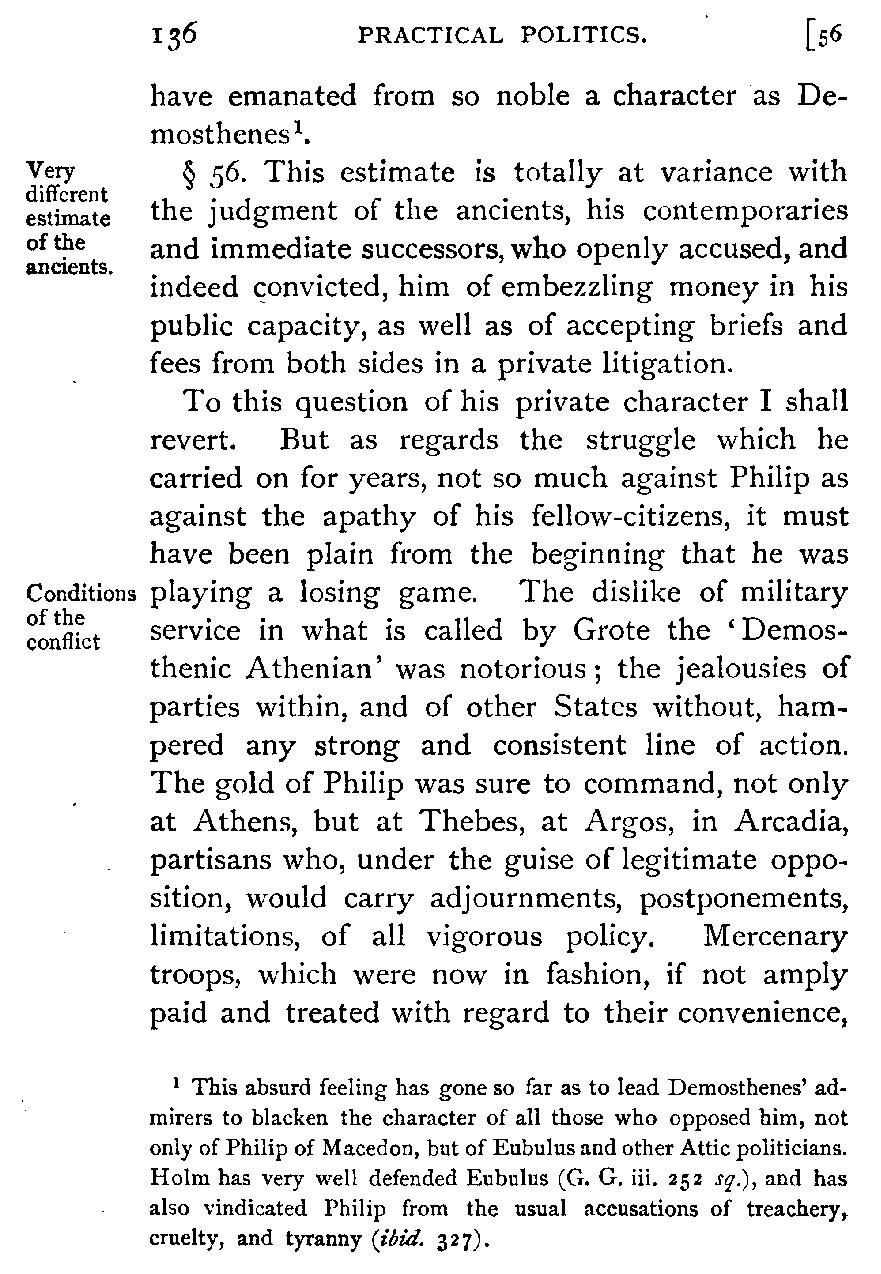 136 PRACTICAL POLITICS. [56
have emanated from so noble a character as De-
mosthenes¹.
Very
different
estimate
of the
ancients.
§ 56. This estimate is totally at variance with
the judgment of the ancients, his contemporaries
and immediate successors, who openly accused, and
indeed convicted, him of embezzling money in his
public capacity, as well as of accepting briefs and
fees from both sides in a private litigation.
To this question of his private character I shall
revert. But as regards the struggle which he
carried on for years, not so much against Philip as
against the apathy of his fellow-citizens, it must
have been plain from the beginning that he was
Conditions
of the
conflict
playing a losing game. The dislike of military
service in what is called by Grote the ‘Demos-
thenic Athenian’ was notorious; the jealousies of
parties within, and of other States without, ham-
pered any strong and consistent line of action.
The gold of Philip was sure to command, not only
at Athens, but at Thebes, at Argos, in Arcadia,
partisans who, under the guise of legitimate oppo-
sition, would carry adjournments, postponements,
limitations, of all vigorous policy. Mercenary
troops, which were now in fashion, if not amply
paid and treated with regard to their convenience,
¹ This absurd feeling has gone so far as to lead Demosthenes’ ad-
mirers to blacken the character of all those who opposed him, not
only of Philip of Macedon, but of Eubulus and other Attic politicians.
Holm has very well defended Eubulus (G. G. iii. 252 sq.), and has
also vindicated Philip from the usual accusations of treachery,
cruelty, and tyranny (ibid. 327).